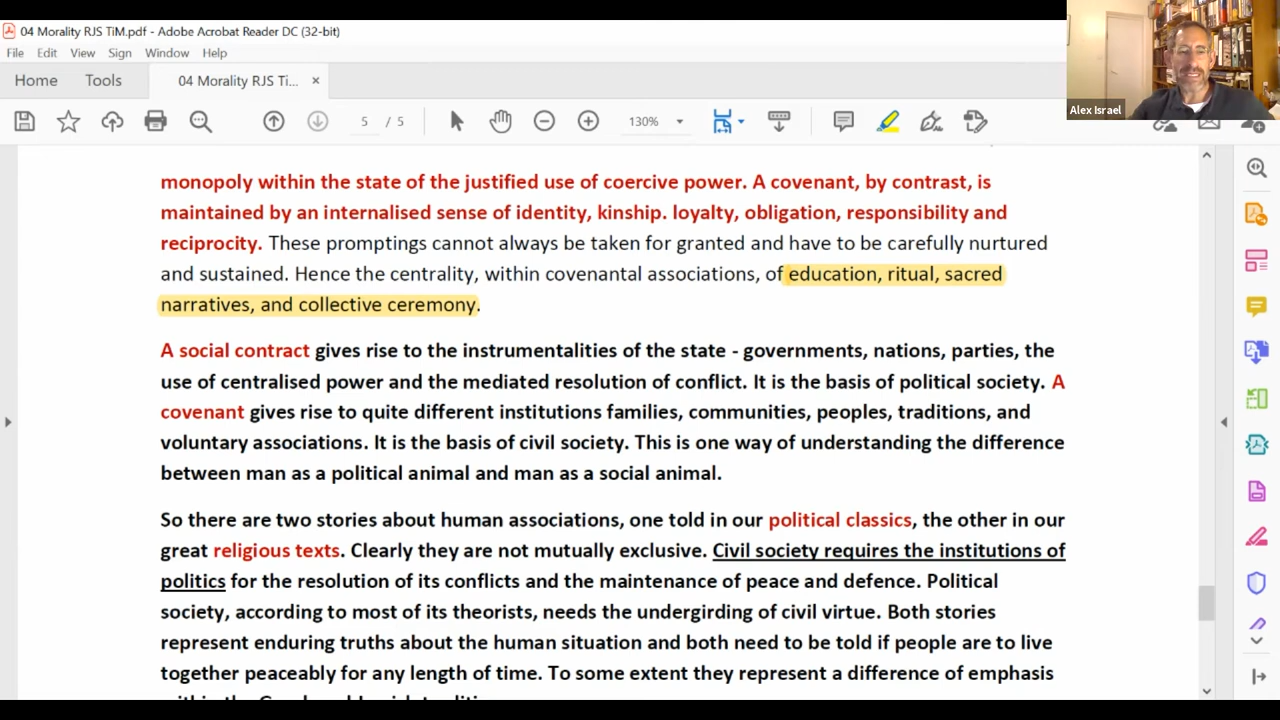 04 Morality RJS TiM.pdf - Adobe Acrobat Reader DC (32-bit)
File Edit View Sign Window Help
Home Tools 04 Morality RJS Ti... ×
5 / 5 130%
Alex Israel
monopoly within the state of the justified use of coercive power. A covenant, by contrast, is
maintained by an internalised sense of identity, kinship. loyalty, obligation, responsibility and
reciprocity. These promptings cannot always be taken for granted and have to be carefully nurtured
and sustained. Hence the centrality, within covenantal associations, of education, ritual, sacred
narratives, and collective ceremony.
A social contract gives rise to the instrumentalities of the state - governments, nations, parties, the
use of centralised power and the mediated resolution of conflict. It is the basis of political society. A
covenant gives rise to quite different institutions families, communities, peoples, traditions, and
voluntary associations. It is the basis of civil society. This is one way of understanding the difference
between man as a political animal and man as a social animal.
So there are two stories about human associations, one told in our political classics, the other in our
great religious texts. Clearly they are not mutually exclusive. Civil society requires the institutions of
politics for the resolution of its conflicts and the maintenance of peace and defence. Political
society, according to most of its theorists, needs the undergirding of civil virtue. Both stories
represent enduring truths about the human situation and both need to be told if people are to live
together peaceably for any length of time. To some extent they represent a difference of emphasis